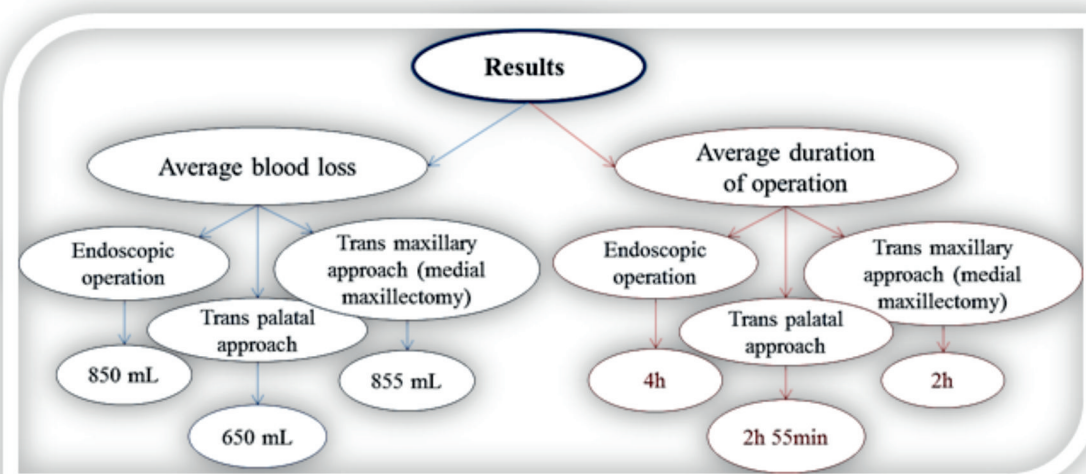 Results
Average blood loss
Endoscopic
operation
850 mL
Trans palatal
approach
650 mL
Trans maxillary
approach (medial
maxillectomy)
855 mL
Average duration
of operation
Endoscopic
operation
4h
Trans palatal
approach
2h 55min
Trans maxillary
approach (medial
maxillectomy)
2h